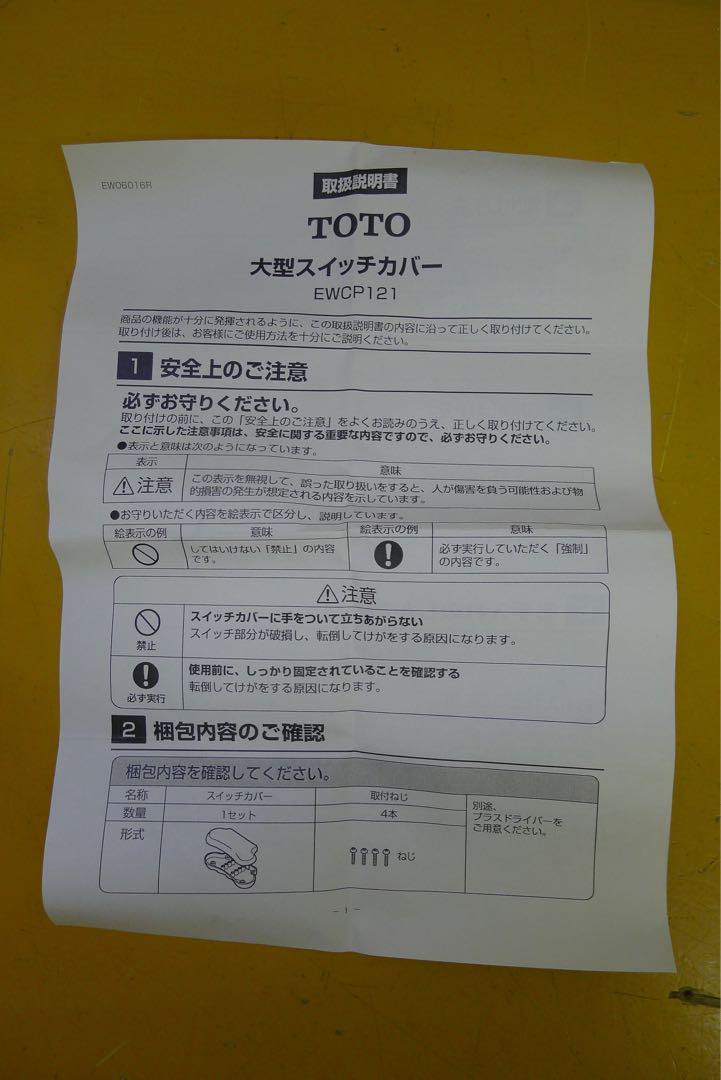 EW06016R
取扱説明書
TOTO
大型スイッチカバー
EWCP121
商品の機能が十分に発揮されるように、この取扱説明書の内容に沿って正しく取り付けてください。
取り付け後は、お客様にご使用方法を十分にご説明ください。
1 安全上のご注意
必ずお守りください。
取り付けの前に、この「安全上のご注意」をよくお読みのうえ、正しく取り付けてください。
ここに示した注意事項は、安全に関する重要な内容ですので、必ずお守りください。
●表示と意味は次のようになっています。
表示 意味
⚠注意 この表示を無視して、誤った取り扱いをすると、人が傷害を負う可能性および物
的損害の発生が想定される内容を示しています。
●お守りいただく内容を絵表示で区分し、説明しています。
絵表示の例 意味 絵表示の例 意味
してはいけない「禁止」の内容
です。
必ず実行していただく「強制」
の内容です。
⚠注意
禁止
スイッチカバーに手をついて立ちあがらない
スイッチ部分が破損し、転倒してけがをする原因になります。
必ず実行
使用前に、しっかり固定されていることを確認する
転倒してけがをする原因になります。
2 梱包内容のご確認
梱包内容を確認してください。
名称 スイッチカバー 取付ねじ
数量 1セット 4本
形式 ねじ
別途、
プラスドライバーを
ご用意ください。
－1－